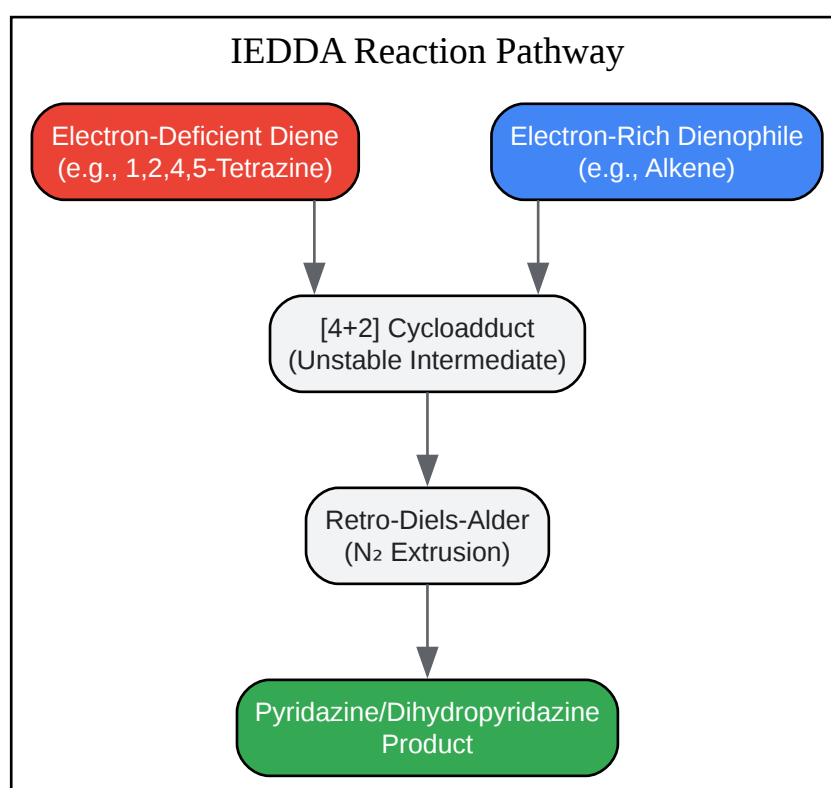 IEDDA Reaction Pathway
Electron-Deficient Diene
(e.g., 1,2,4,5-Tetrazine)
Electron-Rich Dienophile
(e.g., Alkene)
[4+2] Cycloadduct
(Unstable Intermediate)
Retro-Diels-Alder
(N₂ Extrusion)
Pyridazine/Dihydropyridazine
Product